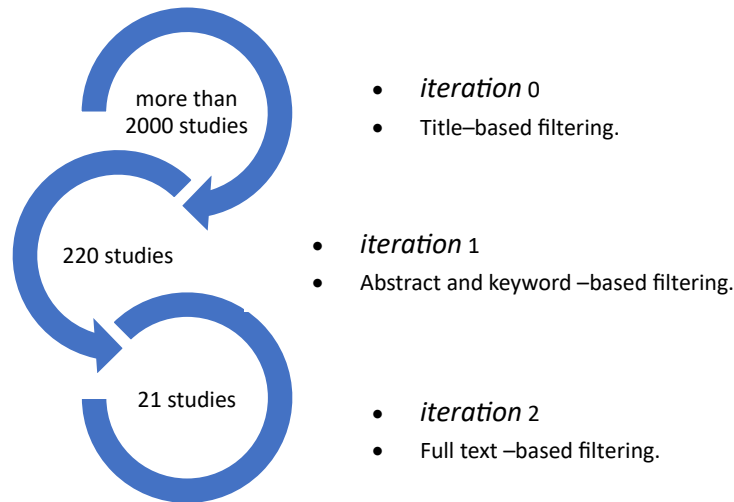 more than
2000 studies
• iteration 0
• Title–based filtering.
220 studies
• iteration 1
• Abstract and keyword –based filtering.
21 studies
• iteration 2
• Full text –based filtering.